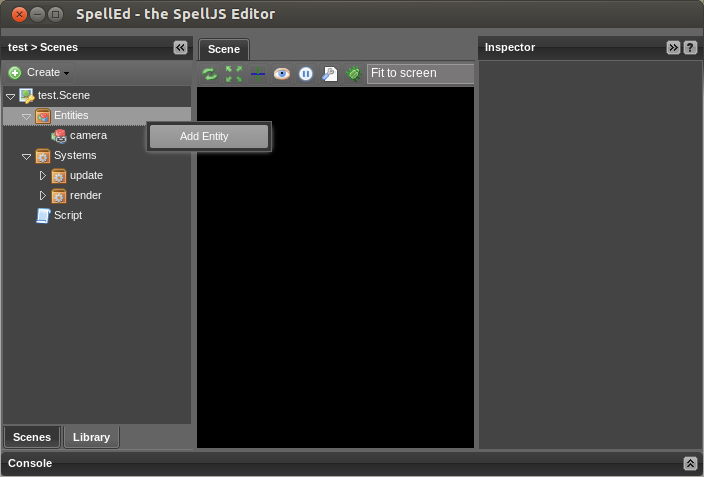 SpellEd - the SpellJS Editor
test > Scenes
Scene
Inspector
?
Create
Fit to screen
test.Scene
Entities
camera
Add Entity
Systems
update
render
Script
Scenes
Library
Console